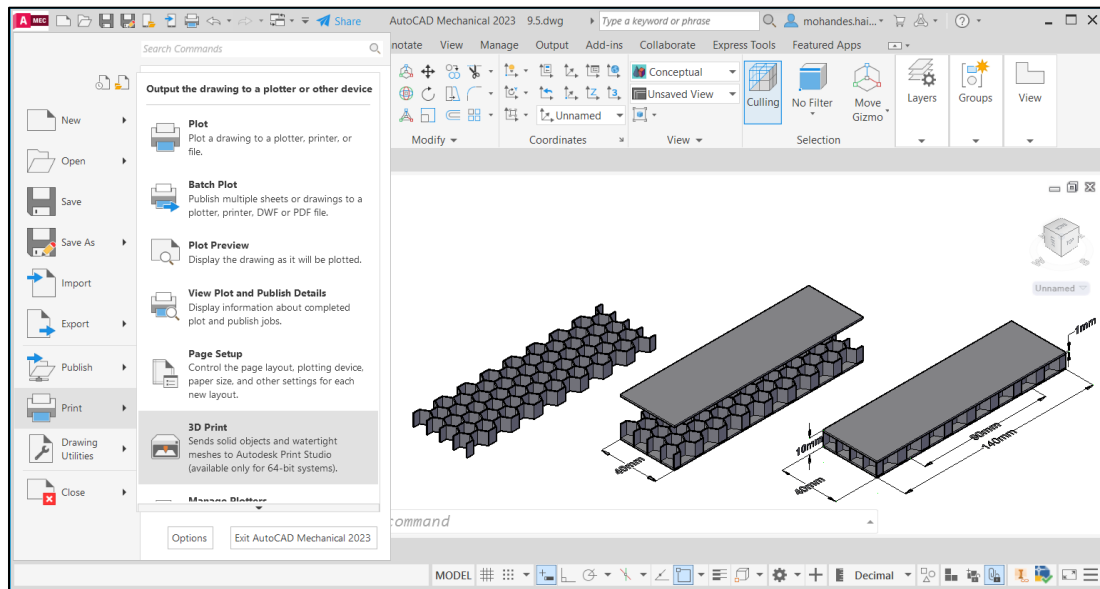 A MEC
Share
AutoCAD Mechanical 2023 9.5.dwg
Type a keyword or phrase
mohandes.hai...
Search Commands
notate View Manage Output Add-ins Collaborate Express Tools Featured Apps
Output the drawing to a plotter or other device
New
Open
Save
Save As
Import
Export
Publish
Print
Drawing
Utilities
Close
Plot
Plot a drawing to a plotter, printer, or
file.
Batch Plot
Publish multiple sheets or drawings to a
plotter, printer, DWF or PDF file.
Plot Preview
Display the drawing as it will be plotted.
View Plot and Publish Details
Display information about completed
plot and publish jobs.
Page Setup
Control the page layout, plotting device,
paper size, and other settings for each
new layout.
3D Print
Sends solid objects and watertight
meshes to Autodesk Print Studio
(available only for 64-bit systems).
Manage Plotters
Options
Exit AutoCAD Mechanical 2023
Conceptual
Unsaved View
Unnamed
Culling
No Filter
Move
Gizmo
Layers
Groups
View
Modify
Coordinates
View
Selection
TOP
Unnamed
1mm
40mm
10mm
40mm
140mm
ommand
MODEL
Decimal